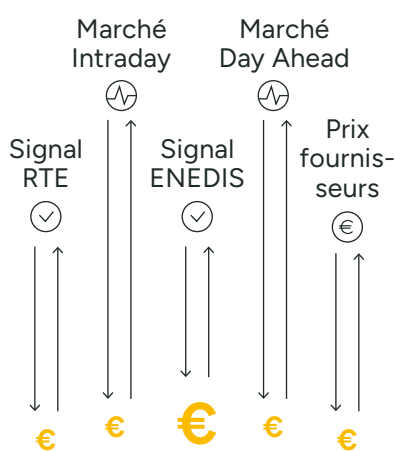 Marché
Intraday
Marché
Day Ahead
Signal
RTE
Signal
ENEDIS
Prix
fournis-
seurs
€
€
€
€
€
€